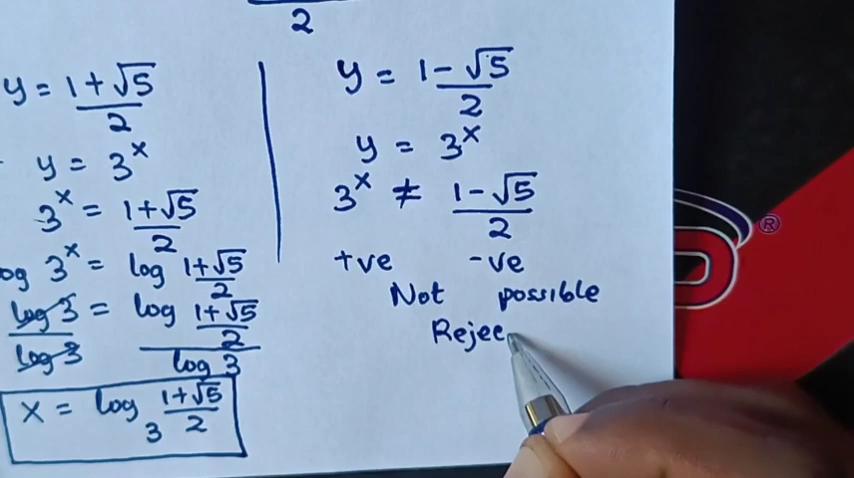 2
y = 1+√5/2
y = 3^x
3^x = 1+√5/2
og 3^x = log 1+√5/2
log 3/log 3 = log 1+√5/2/log 3
x = log_3 1+√5/2
y = 1-√5/2
y = 3^x
3^x ≠ 1-√5/2
+ve -ve
Not possible
Rejec
®